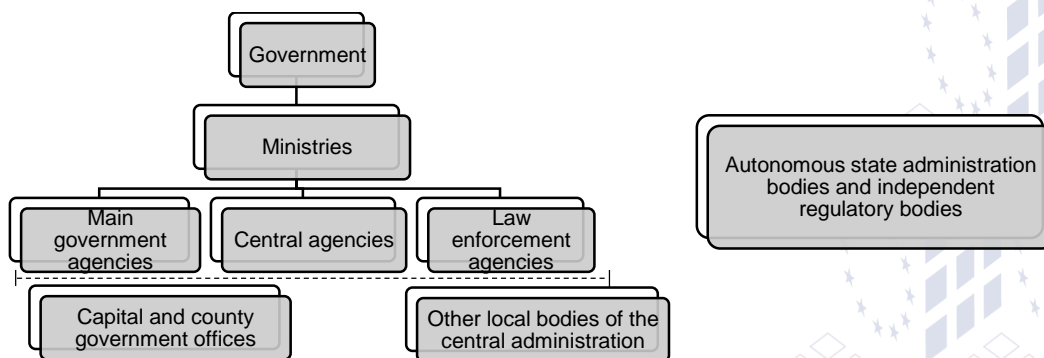 Government
Ministries
Autonomous state administration
bodies and independent
regulatory bodies
Main
government
agencies
Central agencies
Law
enforcement
agencies
Capital and county
government offices
Other local bodies of the
central administration